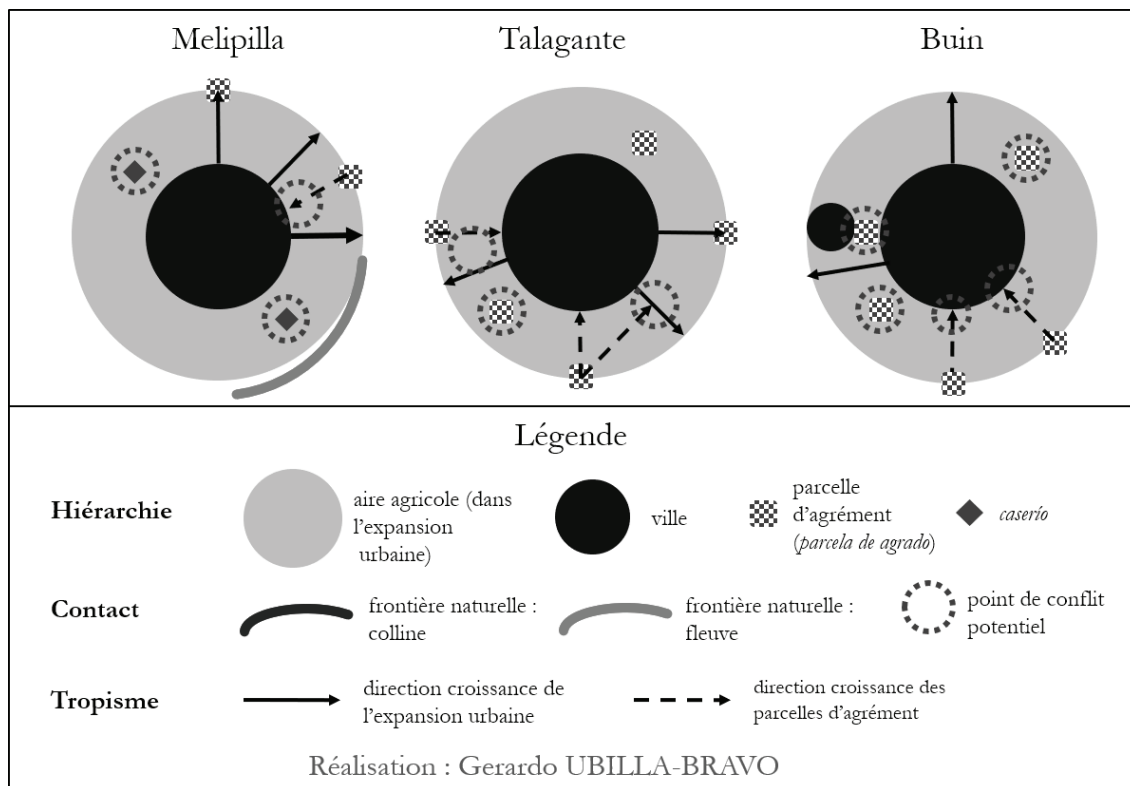 Melipilla
Talagante
Buin
Légende
Hiérarchie
aire agricole (dans
l'expansion
urbaine)
ville
parcelle
d'agrément
(parcela de agrado)
caserío
Contact
frontière naturelle :
colline
frontière naturelle :
fleuve
point de conflit
potentiel
Tropisme
direction croissance de
l'expansion urbaine
direction croissance des
parcelles d'agrément
Réalisation : Gerardo UBILLA-BRAVO